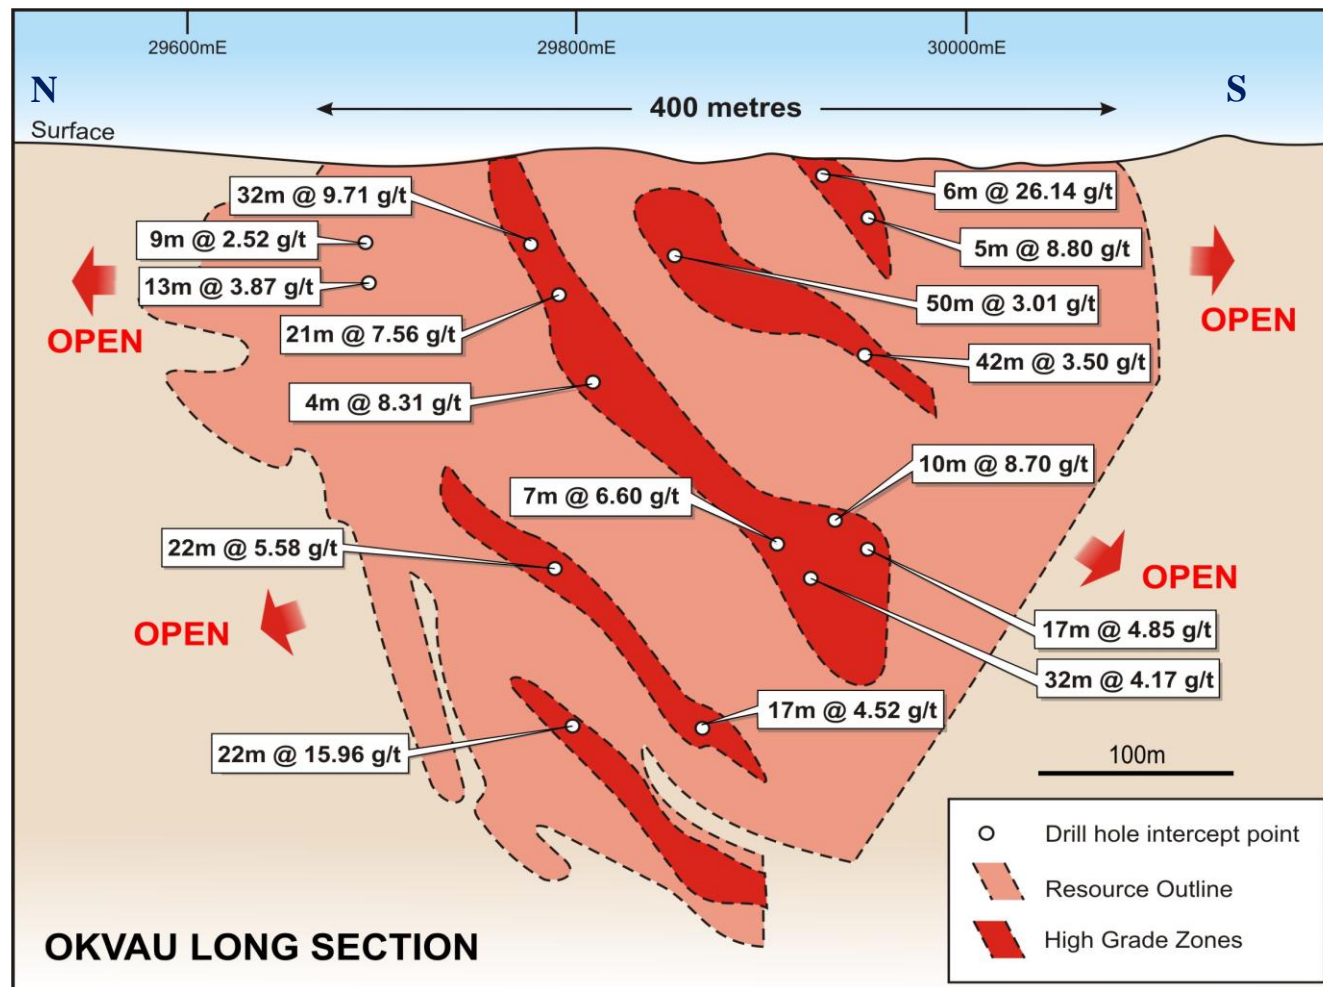 29600mE
29800mE
30000mE
N
400 metres
S
Surface
32m @ 9.71 g/t
6m @ 26.14 g/t
9m @ 2.52 g/t
5m @ 8.80 g/t
13m @ 3.87 g/t
50m @ 3.01 g/t
OPEN
OPEN
21m @ 7.56 g/t
42m @ 3.50 g/t
4m @ 8.31 g/t
10m @ 8.70 g/t
7m @ 6.60 g/t
22m @ 5.58 g/t
OPEN
OPEN
17m @ 4.85 g/t
32m @ 4.17 g/t
17m @ 4.52 g/t
22m @ 15.96 g/t
100m
Drill hole intercept point
Resource Outline
High Grade Zones
OKVAU LONG SECTION